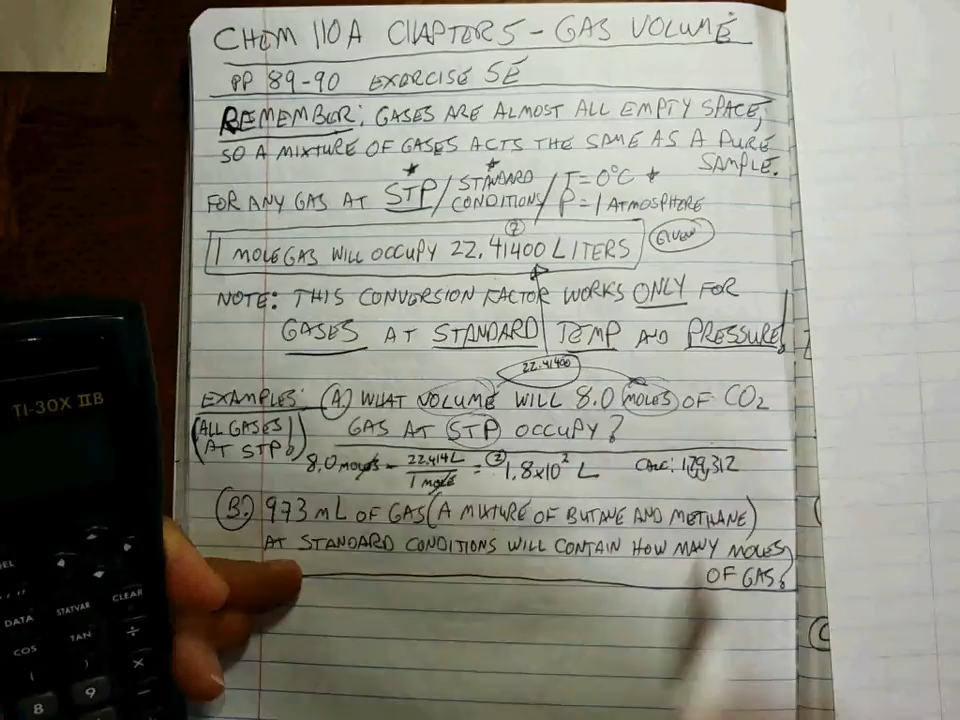 CHEM 110A CHAPTER 5 - GAS VOLUME
PP 89-90 EXERCISE 5E
REMEMBER: GASES ARE ALMOST ALL EMPTY SPACE,
SO A MIXTURE OF GASES ACTS THE SAME AS A PURE
SAMPLE.
FOR ANY GAS AT STP / STANDARD CONDITIONS / T = 0°C
P = 1 ATMOSPHERE
1 MOLE GAS WILL OCCUPY 22.41400 LITERS GIVEN
NOTE: THIS CONVERSION FACTOR WORKS ONLY FOR
GASES AT STANDARD TEMP AND PRESSURE!
22.41400
EXAMPLES: A. WHAT VOLUME WILL 8.0 MOLES OF CO2
(ALL GASES AT STP!) GAS AT STP OCCUPY?
8.0 MOLES - 22.414 L / 1 MOLE = 1.8 x 10² L CALC: 179.312
B. 973 mL OF GAS (A MIXTURE OF BUTANE AND METHANE)
AT STANDARD CONDITIONS WILL CONTAIN HOW MANY MOLES
OF GAS?
TI-30X IIB
DATA
STATVAR
CLEAR
COS
TAN
÷
(
)
×
8
9